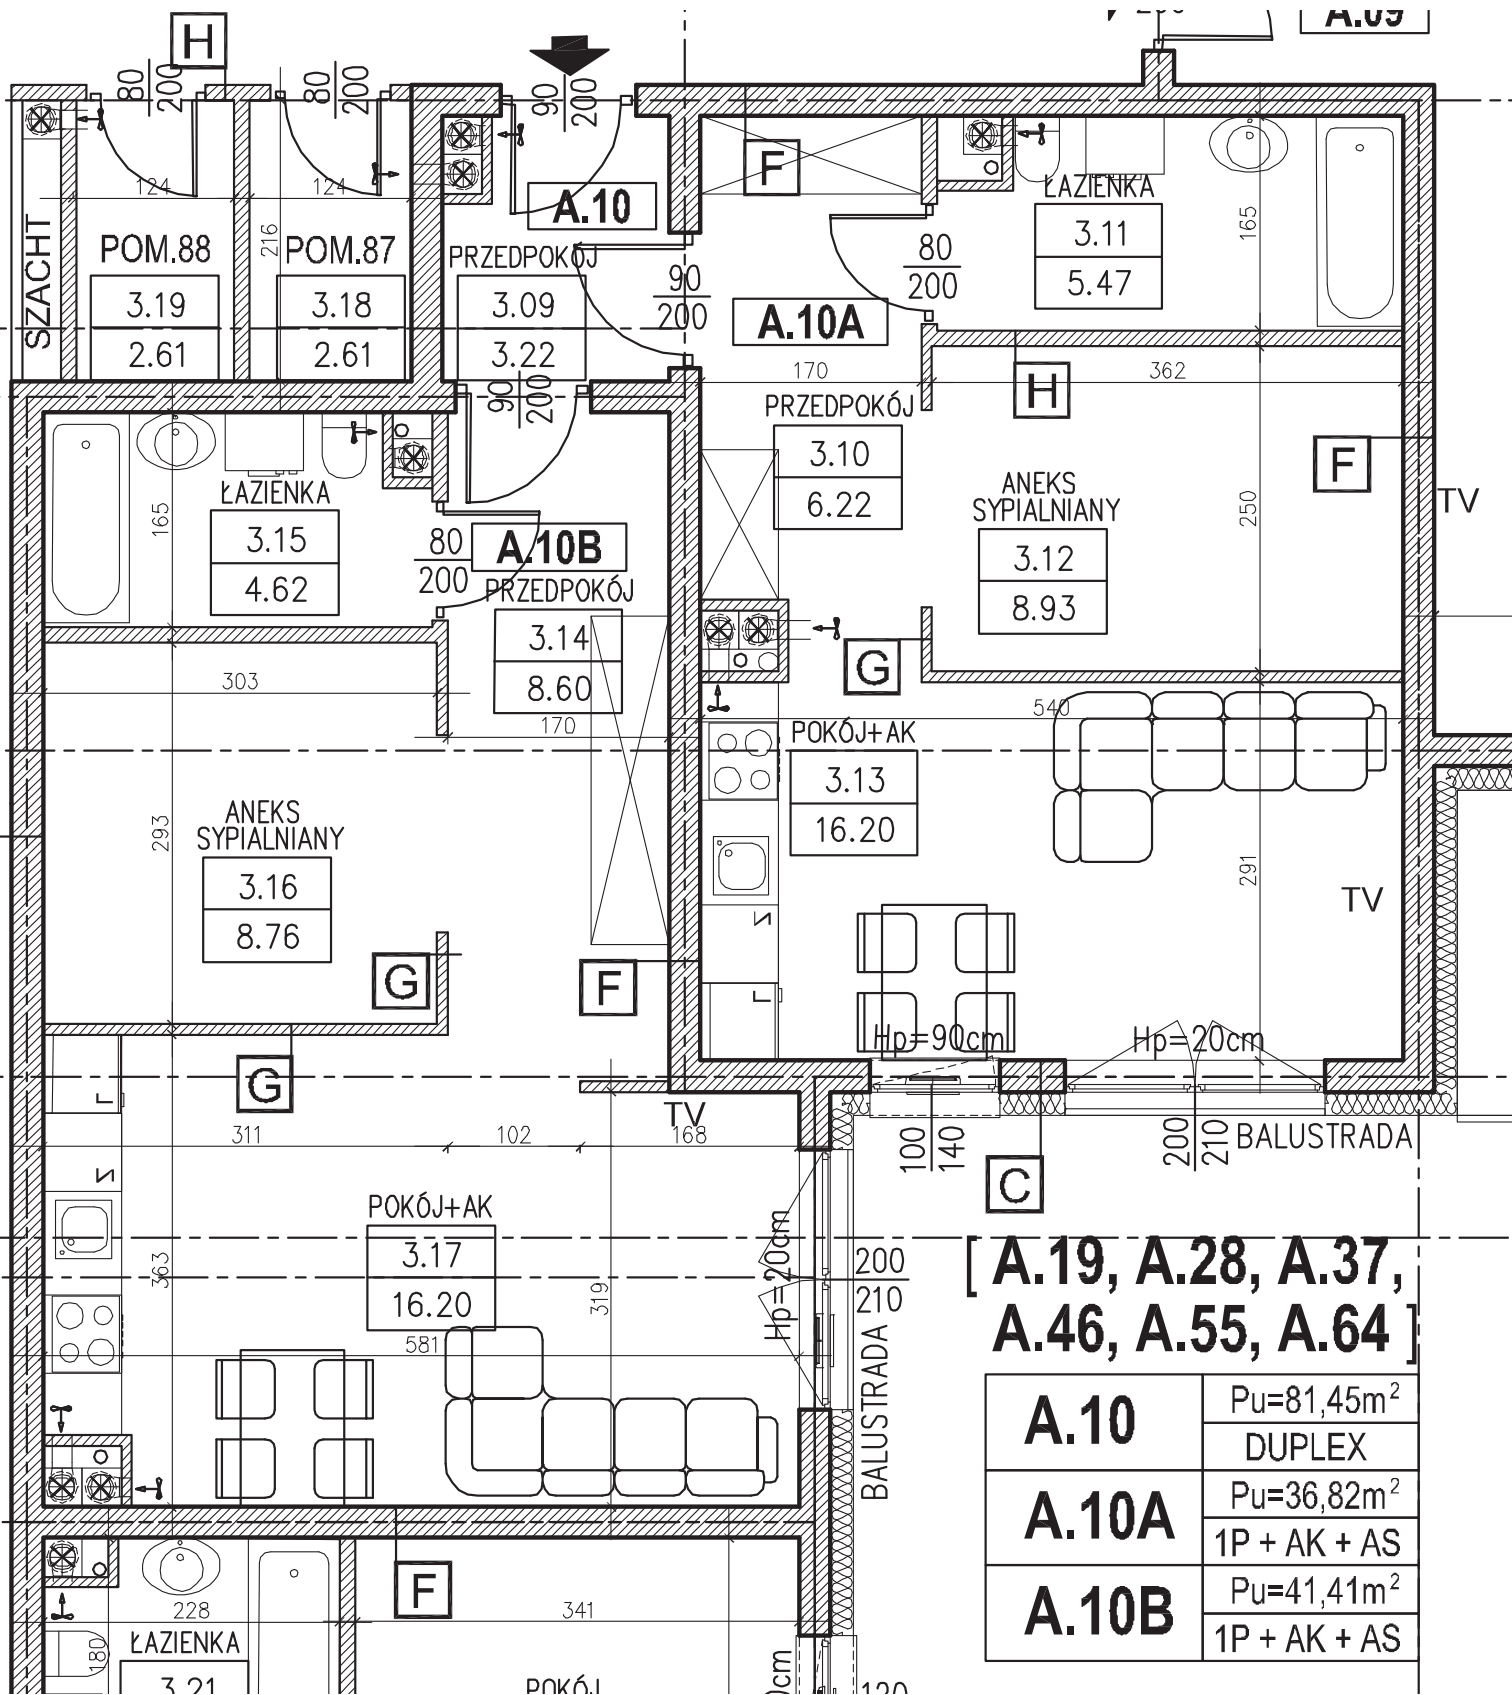 H
80
200
80
200
90
200
A.09
F
A.10
ŁAZIENKA
3.11
5.47
165
124
124
216
SZACHT
POM.88
3.19
2.61
POM.87
3.18
2.61
PRZEDPOKÓJ
3.09
3.22
90
200
80
200
A.10A
90
200
170
362
H
PRZEDPOKÓJ
3.10
6.22
F
TV
ANEKS
SYPIALNIANY
3.12
8.93
250
ŁAZIENKA
3.15
4.62
165
80
200
A.10B
PRZEDPOKÓJ
3.14
8.60
G
303
170
540
POKÓJ+AK
3.13
16.20
291
TV
ANEKS
SYPIALNIANY
3.16
8.76
293
G
F
Z
L
Hp=90cm
Hp=20cm
G
L
TV
311
102
168
100
140
200
210
BALUSTRADA
C
Z
POKÓJ+AK
3.17
16.20
363
319
581
Hp=20cm
200
210
BALUSTRADA
[ A.19, A.28, A.37,
A.46, A.55, A.64 ]
A.10
Pu=81,45m²
DUPLEX
A.10A
Pu=36,82m²
1P + AK + AS
A.10B
Pu=41,41m²
1P + AK + AS
F
228
341
180
ŁAZIENKA
3.21
POKÓJ
120